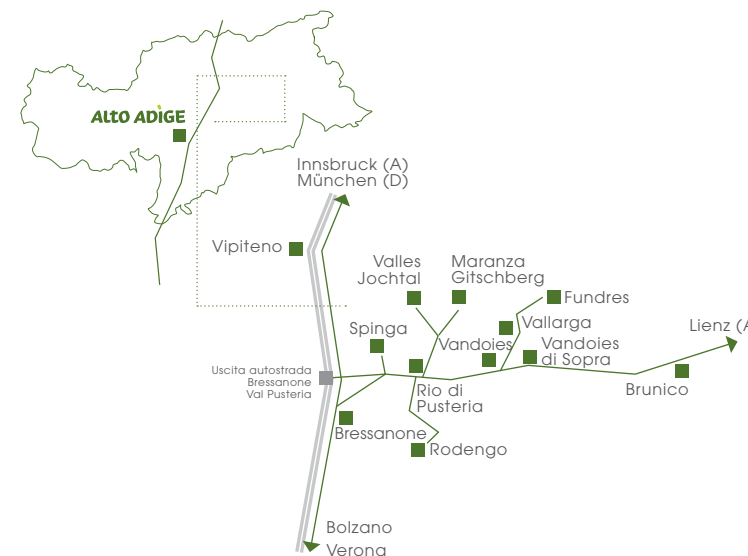 ALTO ADIGE
Innsbruck (A)
München (D)
Vipiteno
Valles
Jochtal
Maranza
Gitschberg
Fundres
Spinga
Vallarga
Vandoies
Vandoies
di Sopra
Lienz (A
Uscita autostrada
Bressanone
Val Pusteria
Rio di
Pusteria
Brunico
Bressanone
Rodengo
Bolzano
Verona